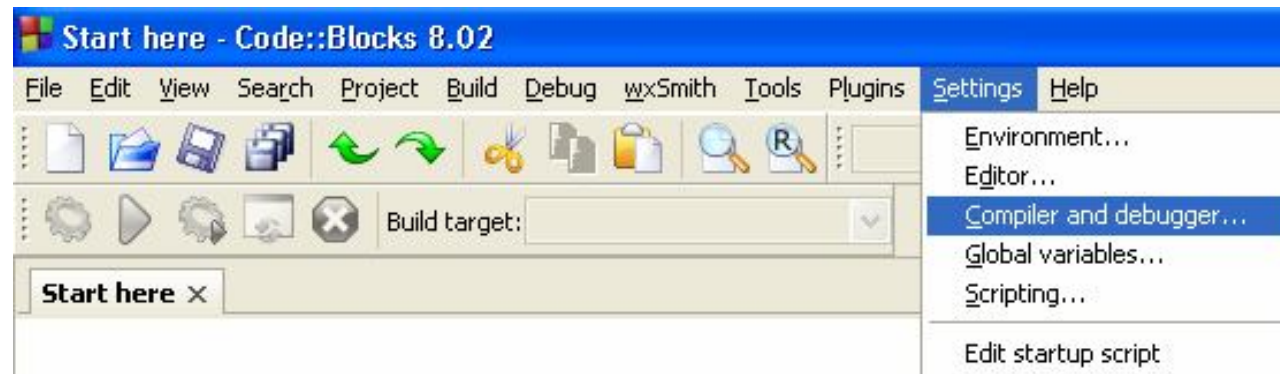 Start here - Code::Blocks 8.02
File Edit View Search Project Build Debug wxSmith Tools Plugins Settings Help
Environment...
Editor...
Compiler and debugger...
Global variables...
Scripting...
Edit startup script
R
Build target:
Start here ×